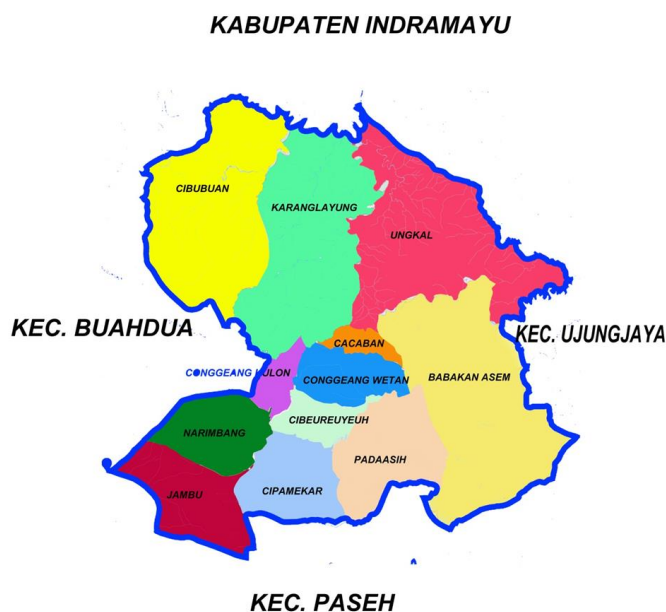 KABUPATEN INDRAMAYU
CIBUBUAN
KARANGLAYUNG
UNGKAL
KEC. BUAHDUA
KEC. UJUNGJAYA
CACABAN
CONGGEANG KULON
CONGGEANG WETAN
BABAKAN ASEM
CIBEUREUYEUH
NARIMBANG
PADAASIH
JAMBU
CIPAMEKAR
KEC. PASEH